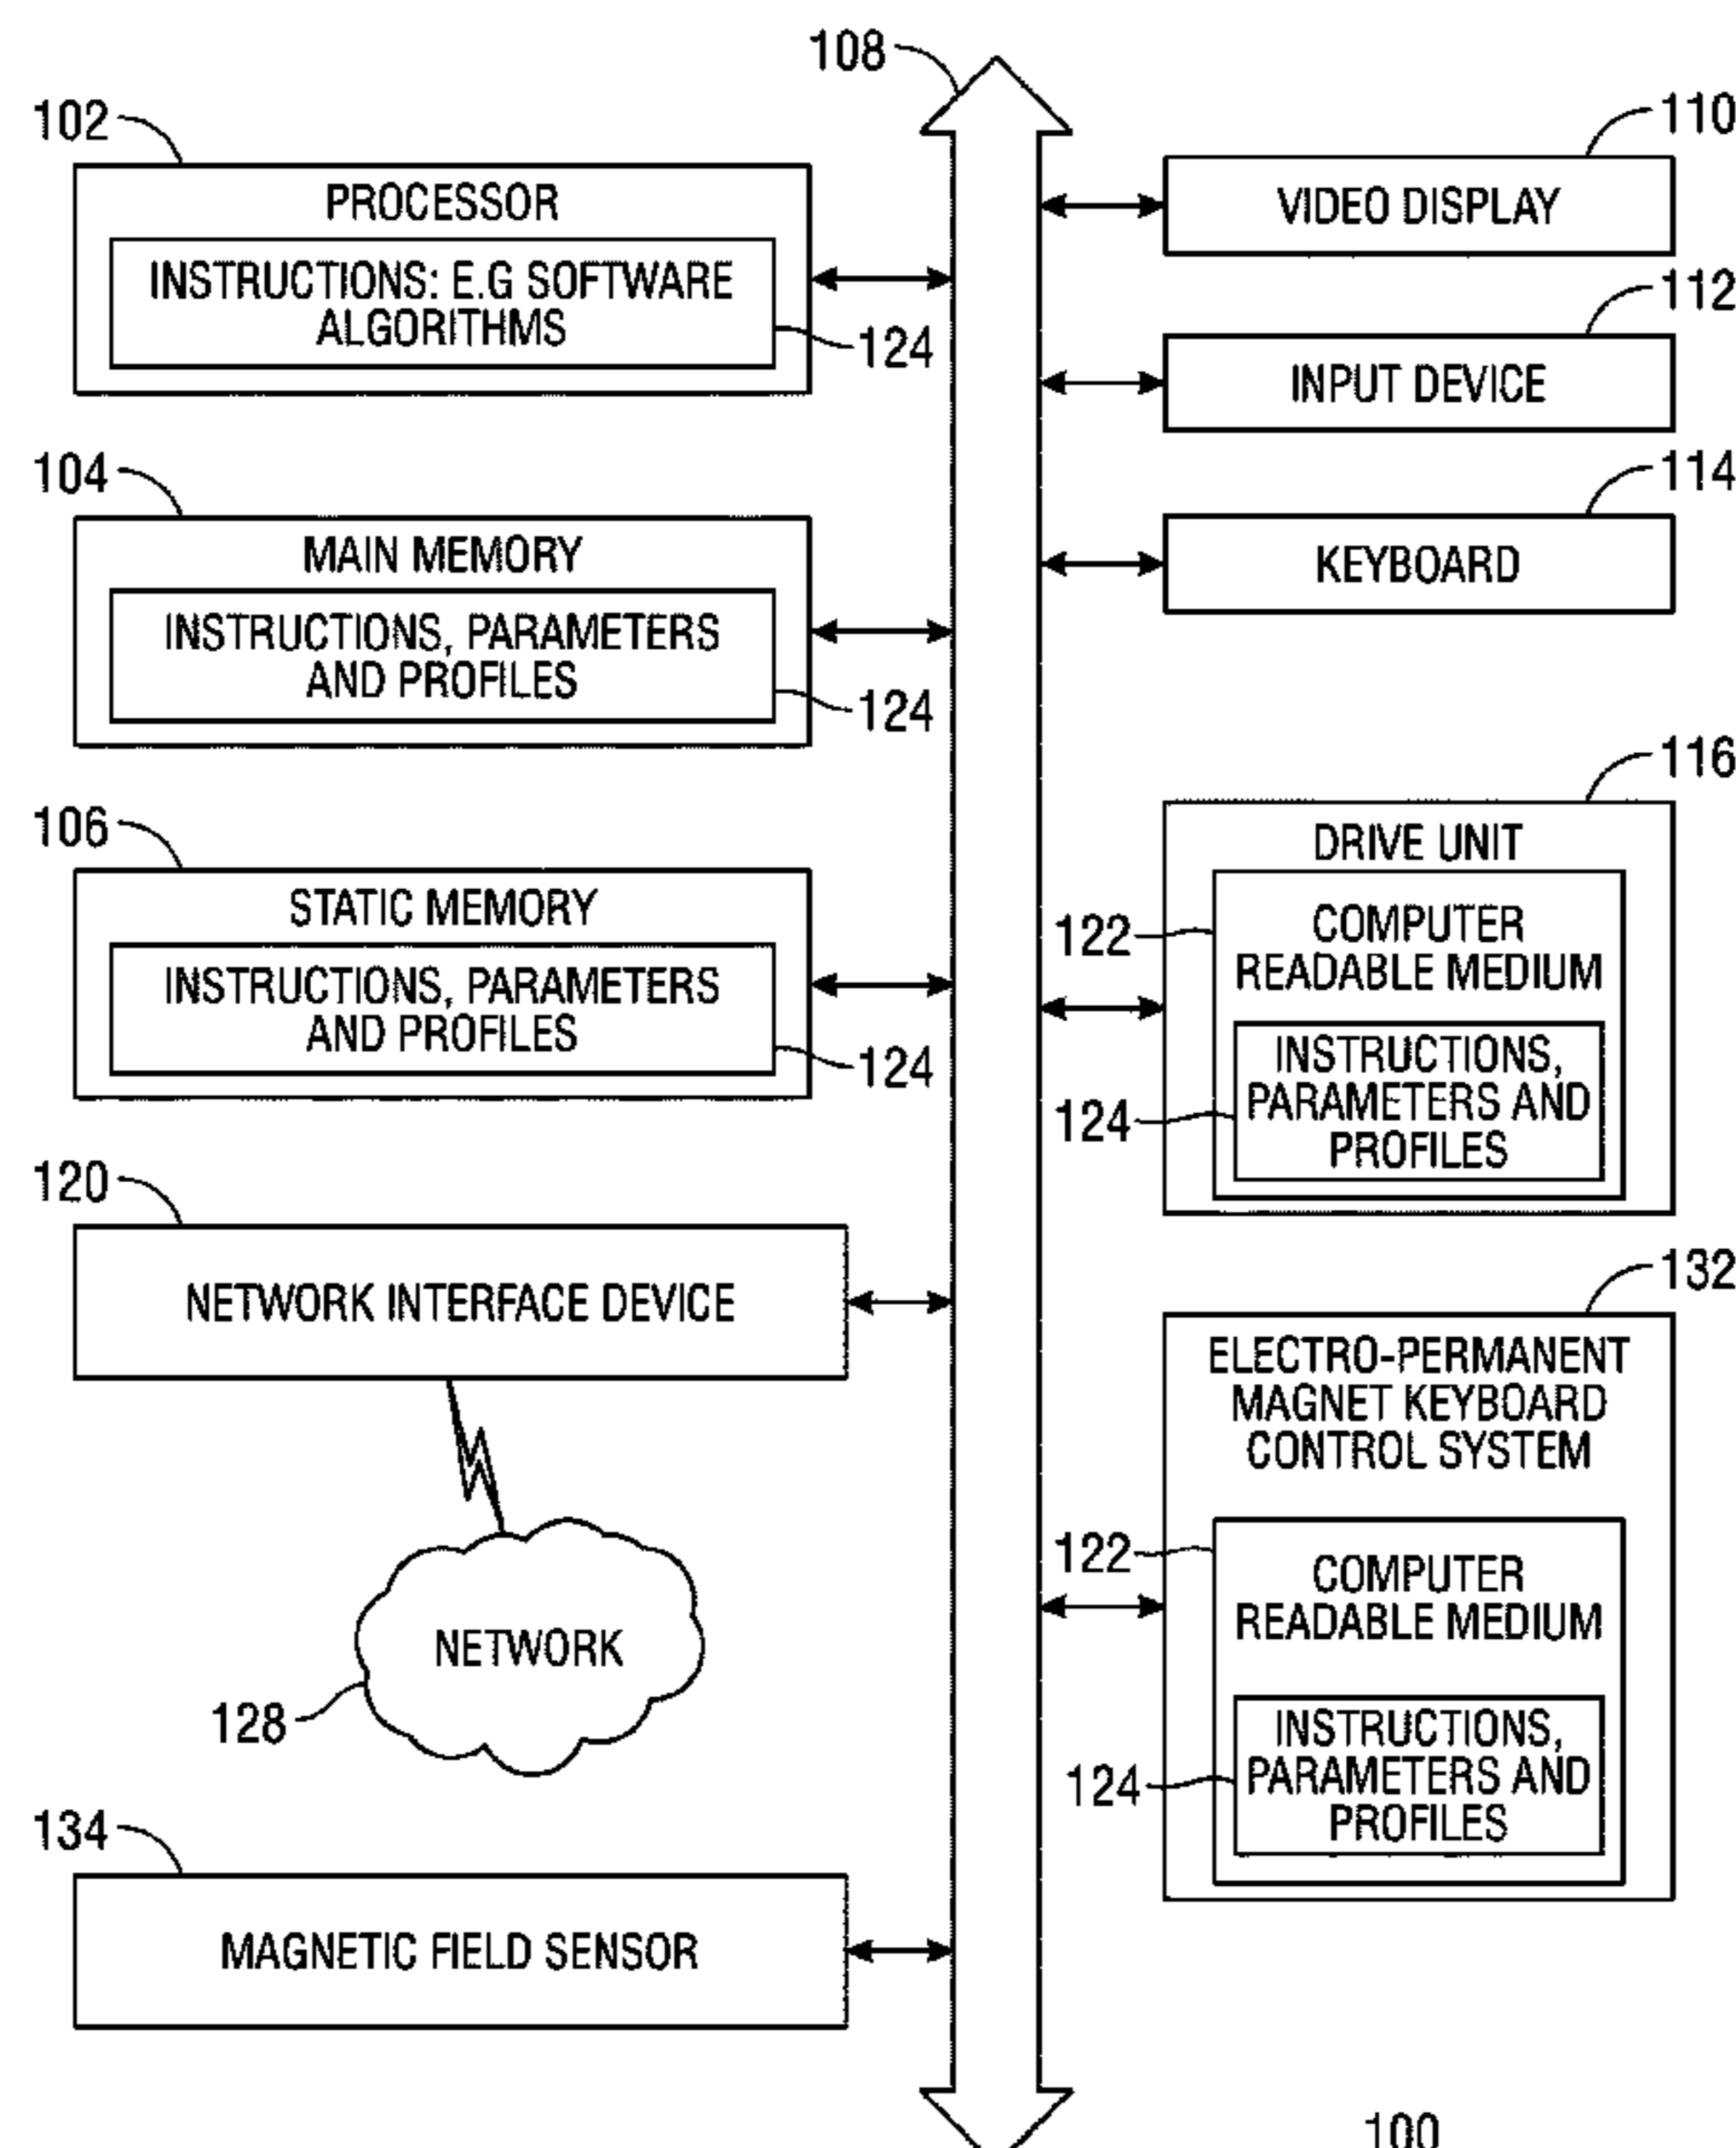 108
102
PROCESSOR
INSTRUCTIONS: E.G SOFTWARE
ALGORITHMS
124
104
MAIN MEMORY
INSTRUCTIONS, PARAMETERS
AND PROFILES
124
106
STATIC MEMORY
INSTRUCTIONS, PARAMETERS
AND PROFILES
124
120
NETWORK INTERFACE DEVICE
NETWORK
128
134
MAGNETIC FIELD SENSOR
110
VIDEO DISPLAY
112
INPUT DEVICE
114
KEYBOARD
116
DRIVE UNIT
122
COMPUTER
READABLE MEDIUM
124
INSTRUCTIONS,
PARAMETERS AND
PROFILES
132
ELECTRO-PERMANENT
MAGNET KEYBOARD
CONTROL SYSTEM
122
COMPUTER
READABLE MEDIUM
124
INSTRUCTIONS,
PARAMETERS AND
PROFILES
100